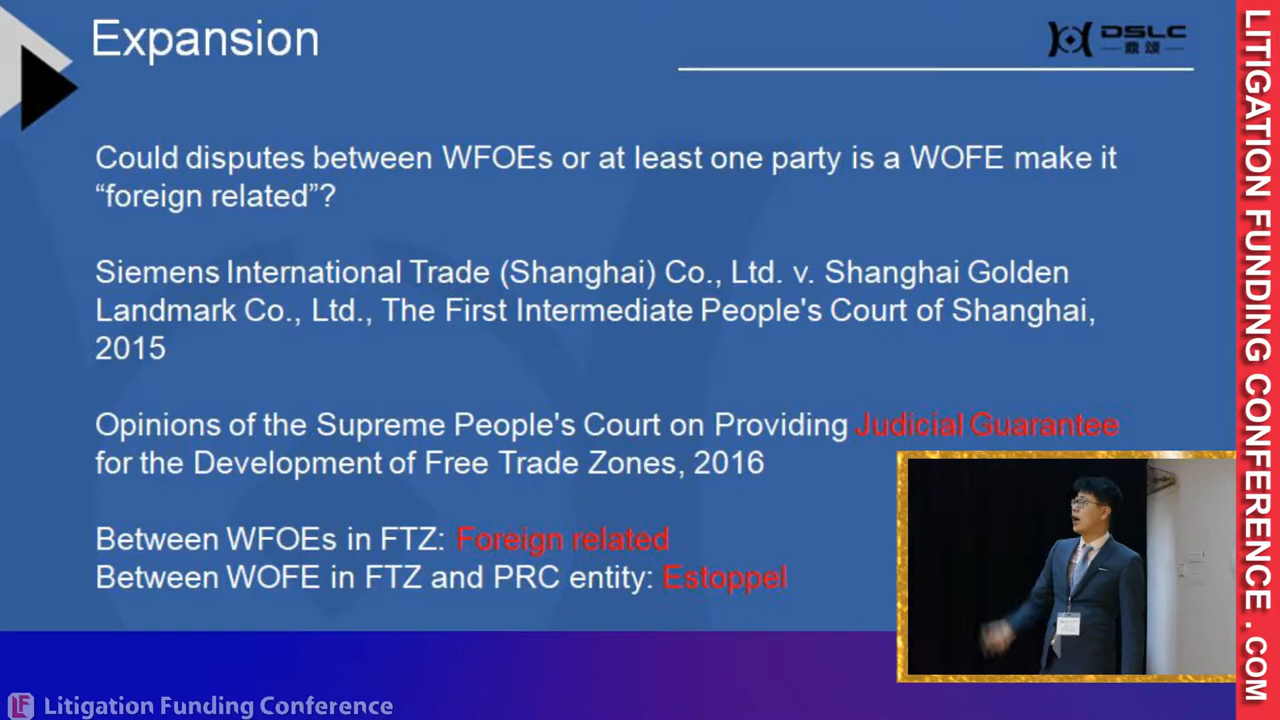 Expansion
DSLC
鼎颂
Could disputes between WFOEs or at least one party is a WOFE make it
“foreign related”?
Siemens International Trade (Shanghai) Co., Ltd. v. Shanghai Golden
Landmark Co., Ltd., The First Intermediate People's Court of Shanghai,
2015
Opinions of the Supreme People's Court on Providing Judicial Guarantee
for the Development of Free Trade Zones, 2016
Between WFOEs in FTZ: Foreign related
Between WOFE in FTZ and PRC entity: Estoppel
LF Litigation Funding Conference
LITIGATION FUNDING CONFERENCE . COM